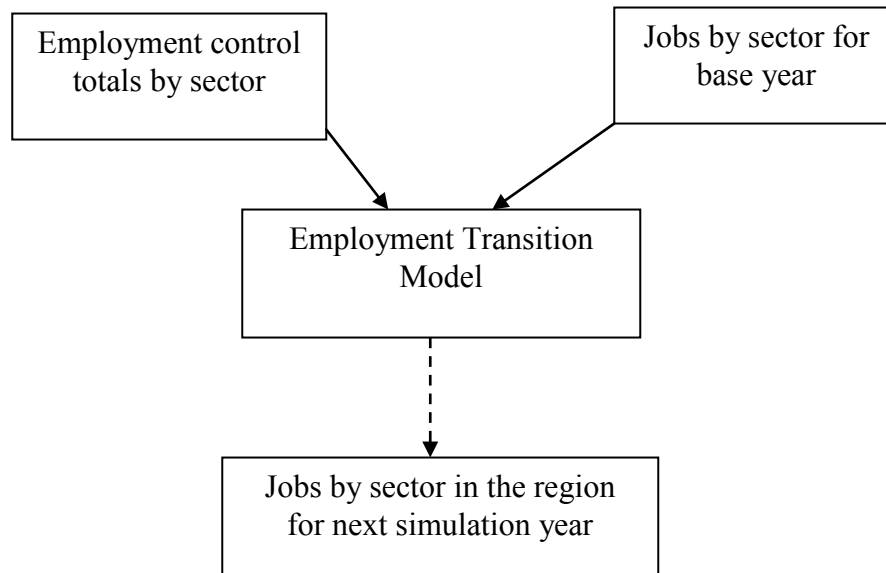 Employment control
totals by sector
Jobs by sector for
base year
Employment Transition
Model
Jobs by sector in the region
for next simulation year